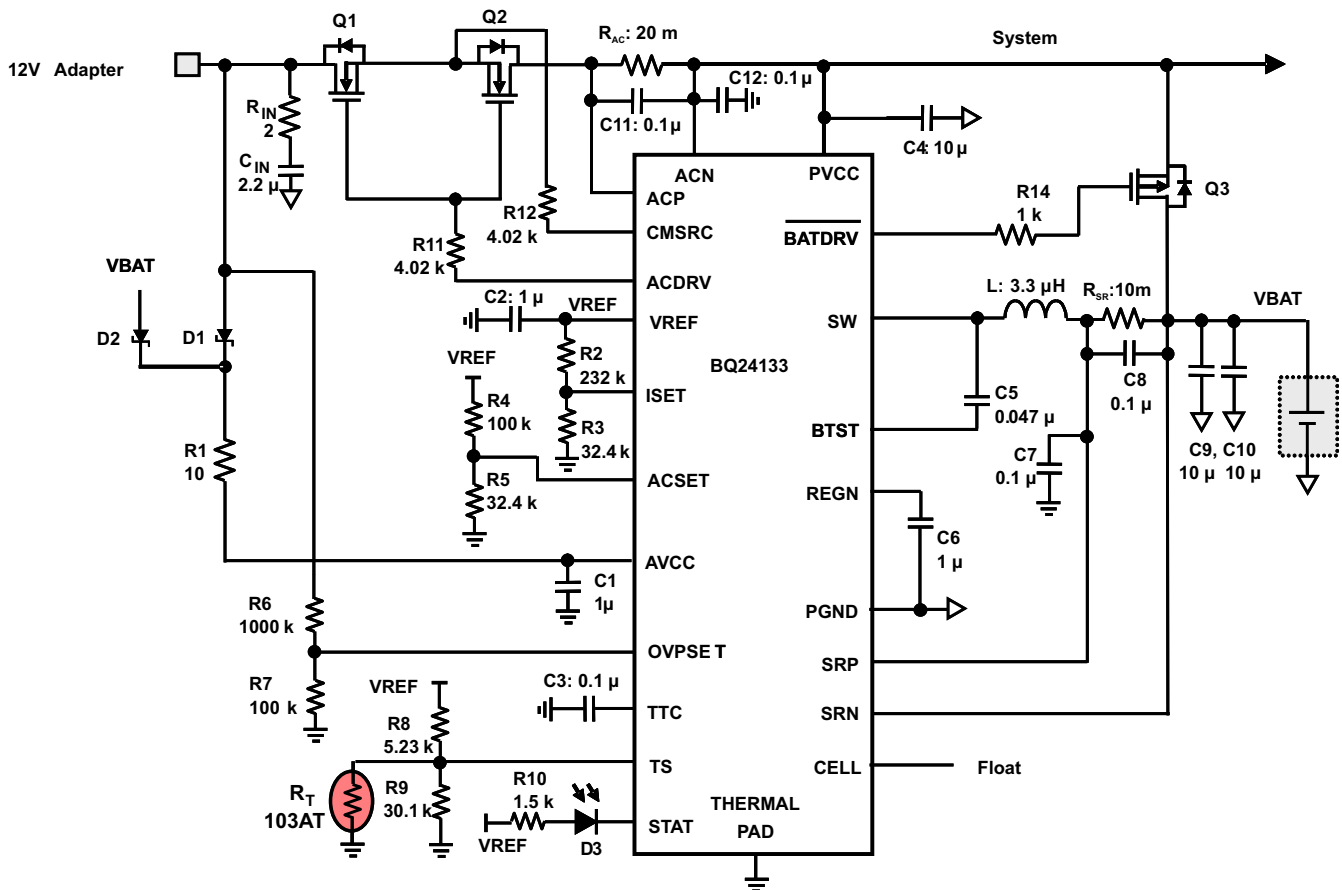 Q1
Q2
R AC: 20 m
System
12V Adapter
C12: 0.1 µ
R IN
2
C11: 0.1 µ
C IN
2.2 µ
C4: 10 µ
ACN
PVCC
ACP
R12
4.02 k
CMSRC
BATDRV
R14
1 k
Q3
R11
4.02 k
ACDRV
VBAT
C2: 1 µ
VREF
VREF
SW
L: 3.3 µH
R SR :10m
VBAT
D2
D1
VREF
R2
232 k
BQ24133
ISET
R4
100 k
R3
32.4 k
C8
0.1 µ
C5
0.047 µ
BTST
R1
10
R5
32.4 k
ACSET
C7
0.1 µ
C9, C10
10 µ 10 µ
REGN
C6
1 µ
AVCC
C1
1µ
R6
1000 k
PGND
OVPSE T
SRP
R7
100 k
VREF
C3: 0.1 µ
TTC
SRN
R8
5.23 k
TS
CELL
Float
R T
103AT
R9
30.1 k
R10
1.5 k
VREF
D3
STAT
THERMAL
PAD